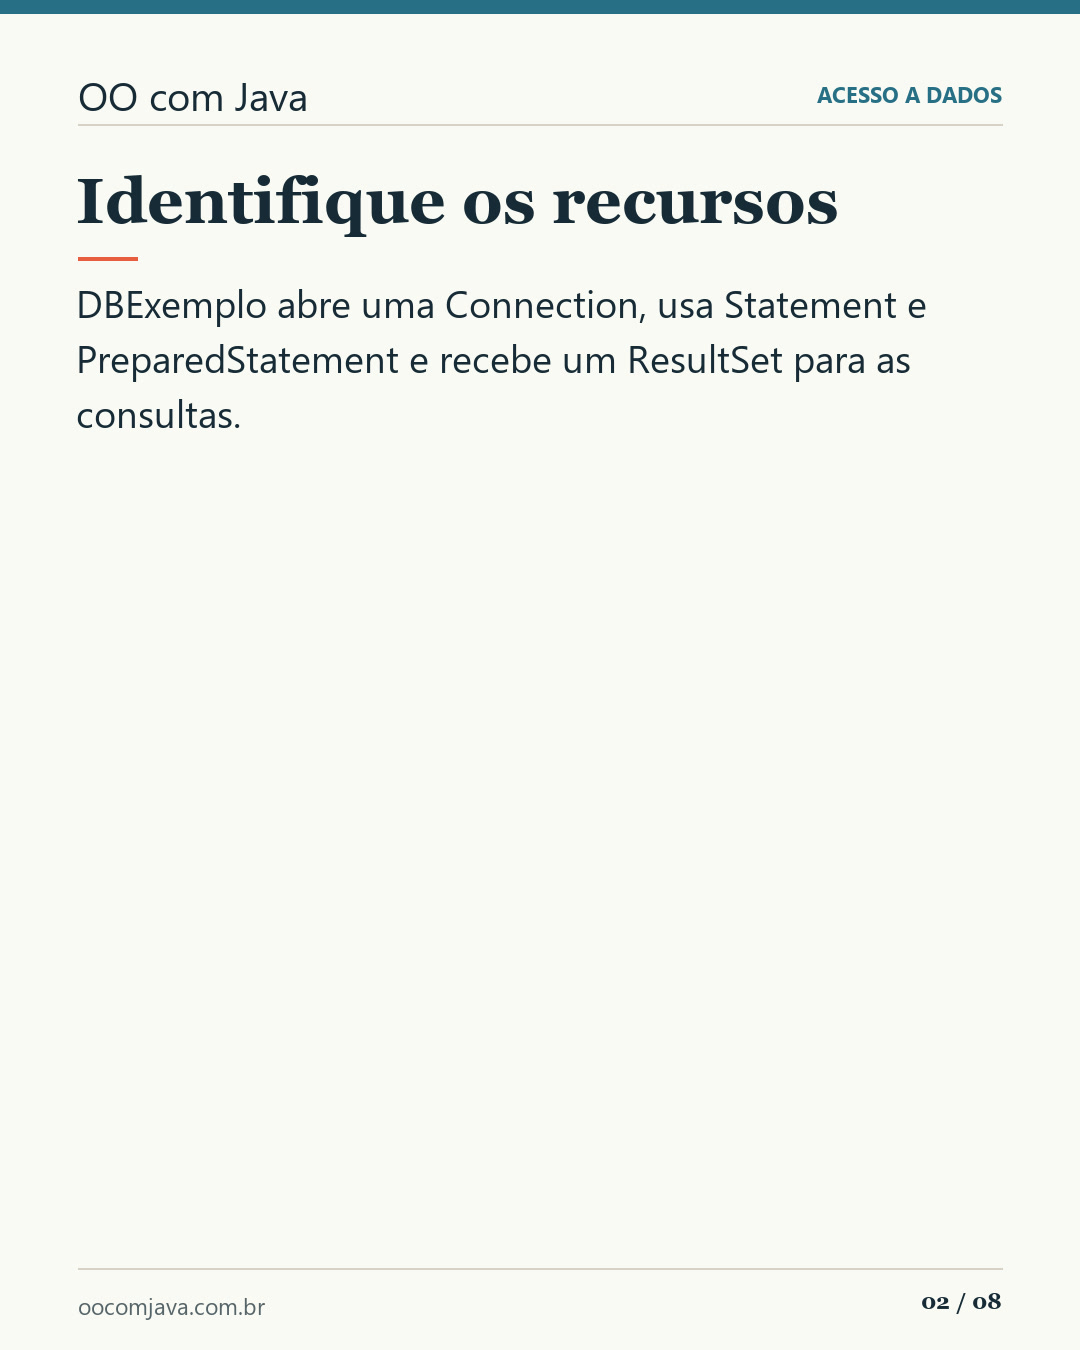 OO com Java
ACESSO A DADOS
Identifique os recursos
DBExemplo abre uma Connection, usa Statement e
PreparedStatement e recebe um ResultSet para as
consultas.
oocomjava.com.br
02 / 08